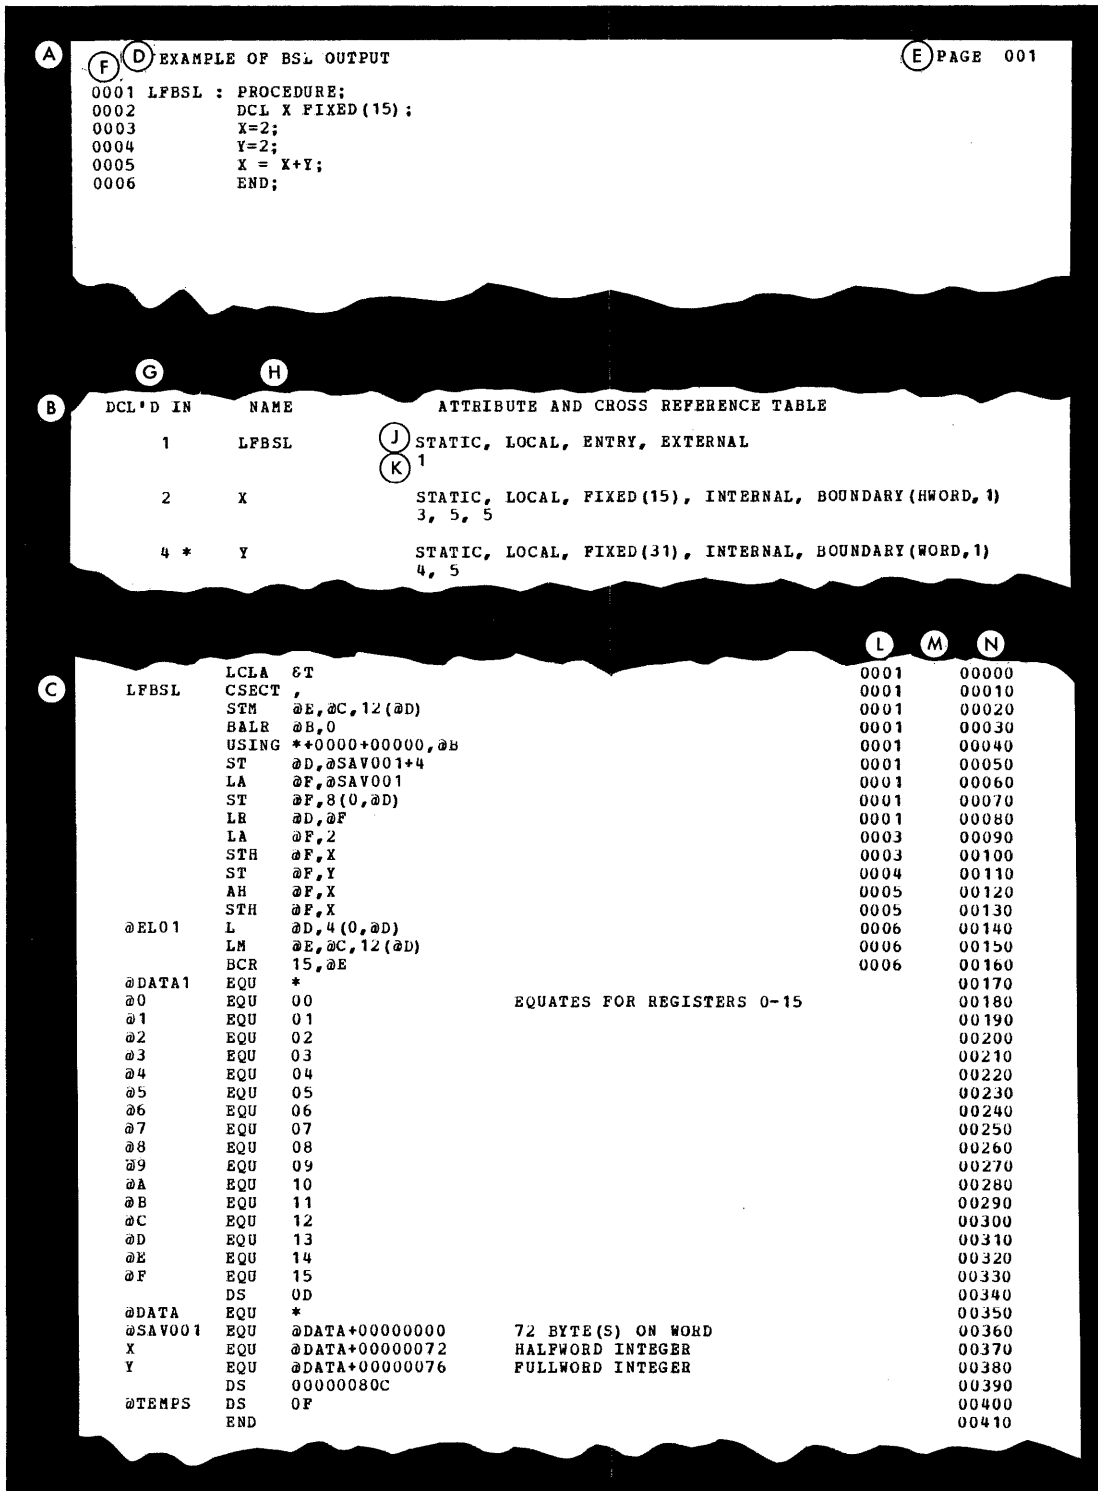 A F D EXAMPLE OF BSL OUTPUT E PAGE 001
0001 LFBSL : PROCEDURE;
0002 DCL X FIXED(15);
0003 X=2;
0004 Y=2;
0005 X = X+Y;
0006 END;
G H
B DCL'D IN NAME ATTRIBUTE AND CROSS REFERENCE TABLE
1 LFBSL J STATIC, LOCAL, ENTRY, EXTERNAL
K 1
2 X STATIC, LOCAL, FIXED(15), INTERNAL, BOUNDARY(HWORD,1)
3, 5, 5
4 * Y STATIC, LOCAL, FIXED(31), INTERNAL, BOUNDARY(WORD,1)
4, 5
L M N
LCLA &T 0001 00000
C LFBSL CSECT , 0001 00010
STM @E,@C,12(@D) 0001 00020
BALR @B,0 0001 00030
USING *+0000+00000,@B 0001 00040
ST @D,@SAV001+4 0001 00050
LA @F,@SAV001 0001 00060
ST @F,8(0,@D) 0001 00070
LR @D,@F 0001 00080
LA @F,2 0003 00090
STH @F,X 0003 00100
ST @F,Y 0004 00110
AH @F,X 0005 00120
STH @F,X 0005 00130
@EL01 L @D,4(0,@D) 0006 00140
LM @E,@C,12(@D) 0006 00150
BCR 15,@E 0006 00160
@DATA1 EQU * 00170
@0 EQU 00 EQUATES FOR REGISTERS 0-15 00180
@1 EQU 01 00190
@2 EQU 02 00200
@3 EQU 03 00210
@4 EQU 04 00220
@5 EQU 05 00230
@6 EQU 06 00240
@7 EQU 07 00250
@8 EQU 08 00260
@9 EQU 09 00270
@A EQU 10 00280
@B EQU 11 00290
@C EQU 12 00300
@D EQU 13 00310
@E EQU 14 00320
@F EQU 15 00330
DS 0D 00340
@DATA EQU * 00350
@SAV001 EQU @DATA+00000000 72 BYTE(S) ON WORD 00360
X EQU @DATA+00000072 HALFWORD INTEGER 00370
Y EQU @DATA+00000076 FULLWORD INTEGER 00380
DS 00000080C 00390
@TEMPS DS 0F 00400
END 00410